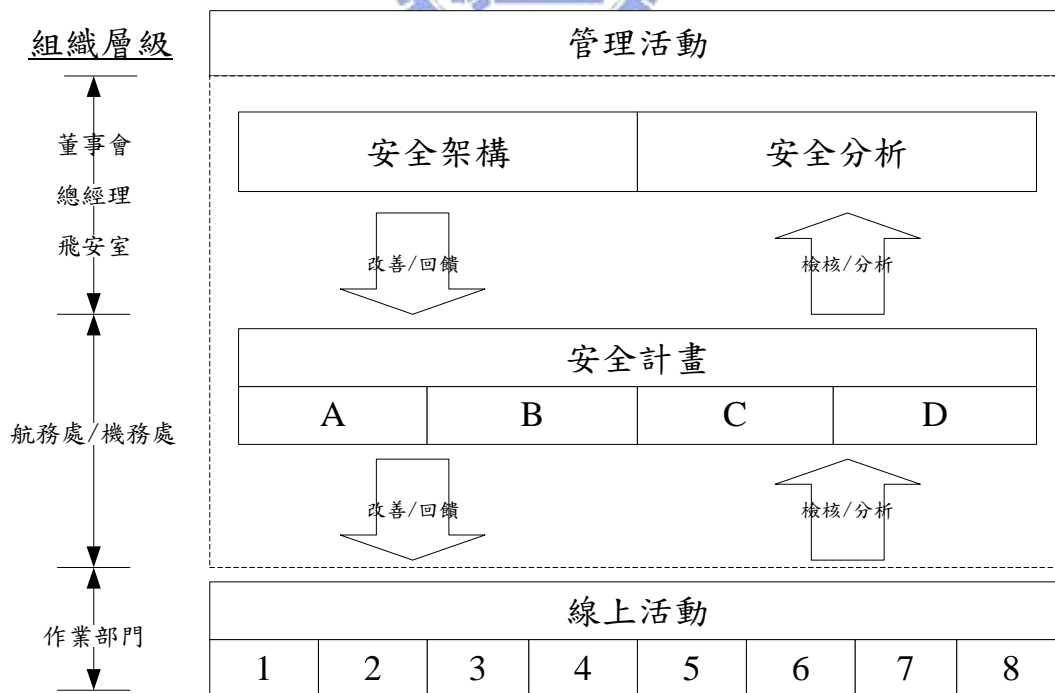 組織層級
管理活動
董事會
總經理
飛安室
安全架構
安全分析
改善/回饋
檢核/分析
航務處/機務處
安全計畫
A
B
C
D
改善/回饋
檢核/分析
作業部門
線上活動
1
2
3
4
5
6
7
8